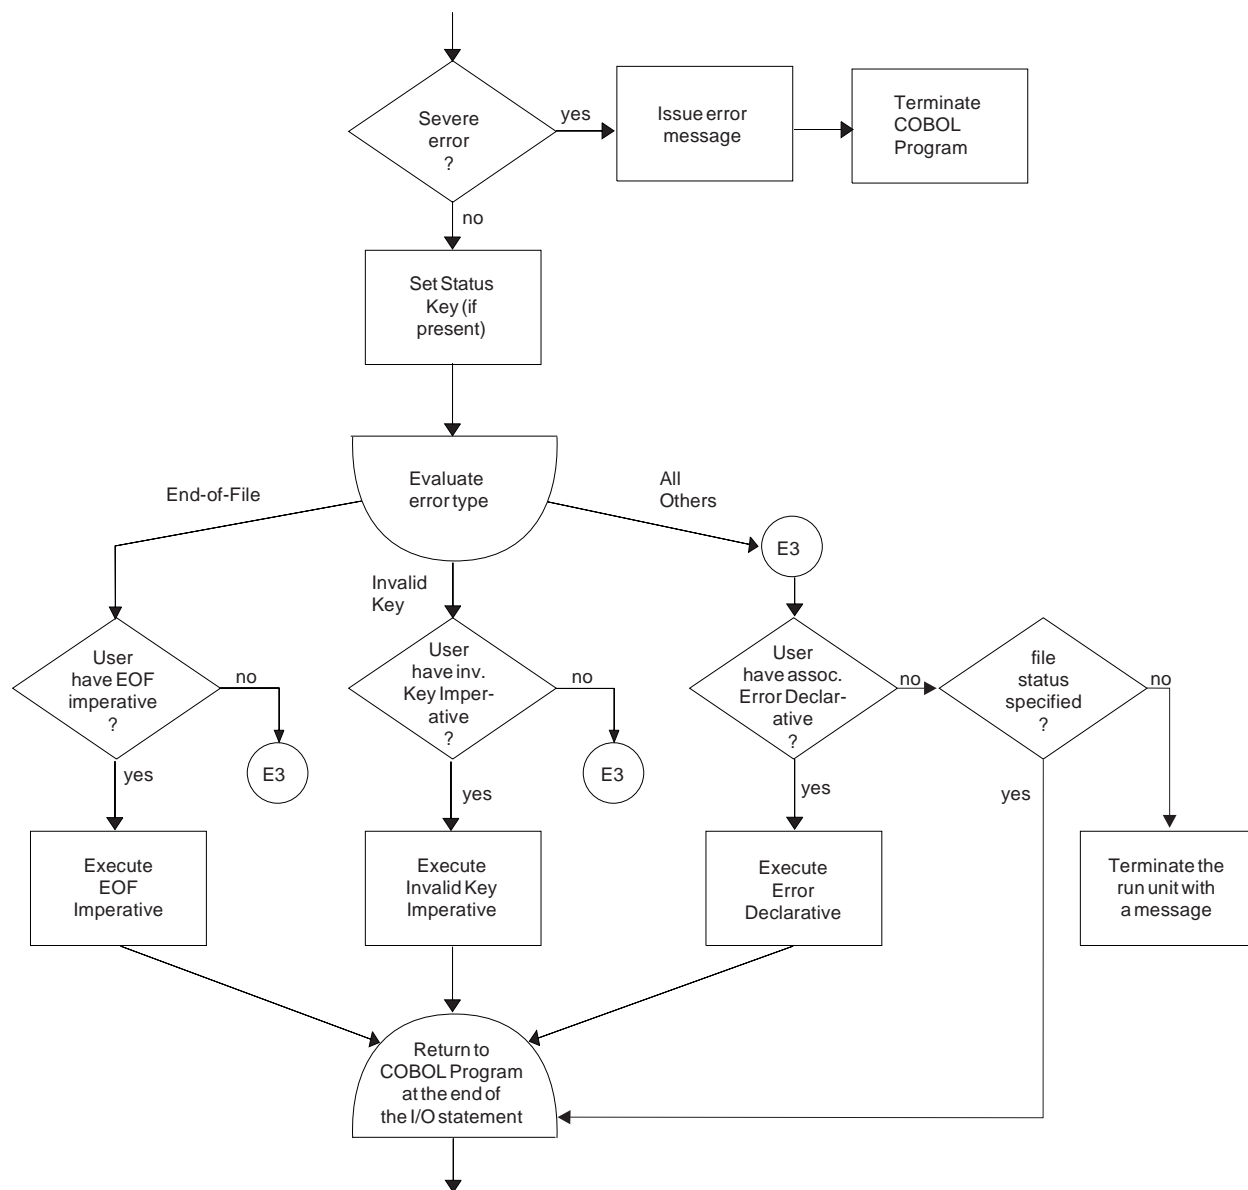 Severe
error
?
yes
Issue error
message
Terminate
COBOL
Program
no
Set Status
Key (if
present)
Evaluate
error type
End-of-File
All
Others
E3
Invalid
Key
User
have EOF
imperative
?
no
E3
yes
User
have inv.
Key Imper-
ative
?
no
E3
yes
User
have assoc.
Error Declar-
ative
?
no
yes
file
status
specified
?
no
yes
Execute
EOF
Imperative
Execute
Invalid Key
Imperative
Execute
Error
Declarative
Terminate the
run unit with
a message
Return to
COBOL Program
at the end of
the I/O statement